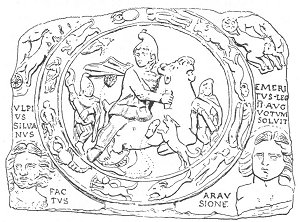 VLPI
VS
SILVA
NVS
EMERI
TVS·LEG
II·AVG
VOTVM
SOLVIT
FAC
TVS
ARAV
SIONE